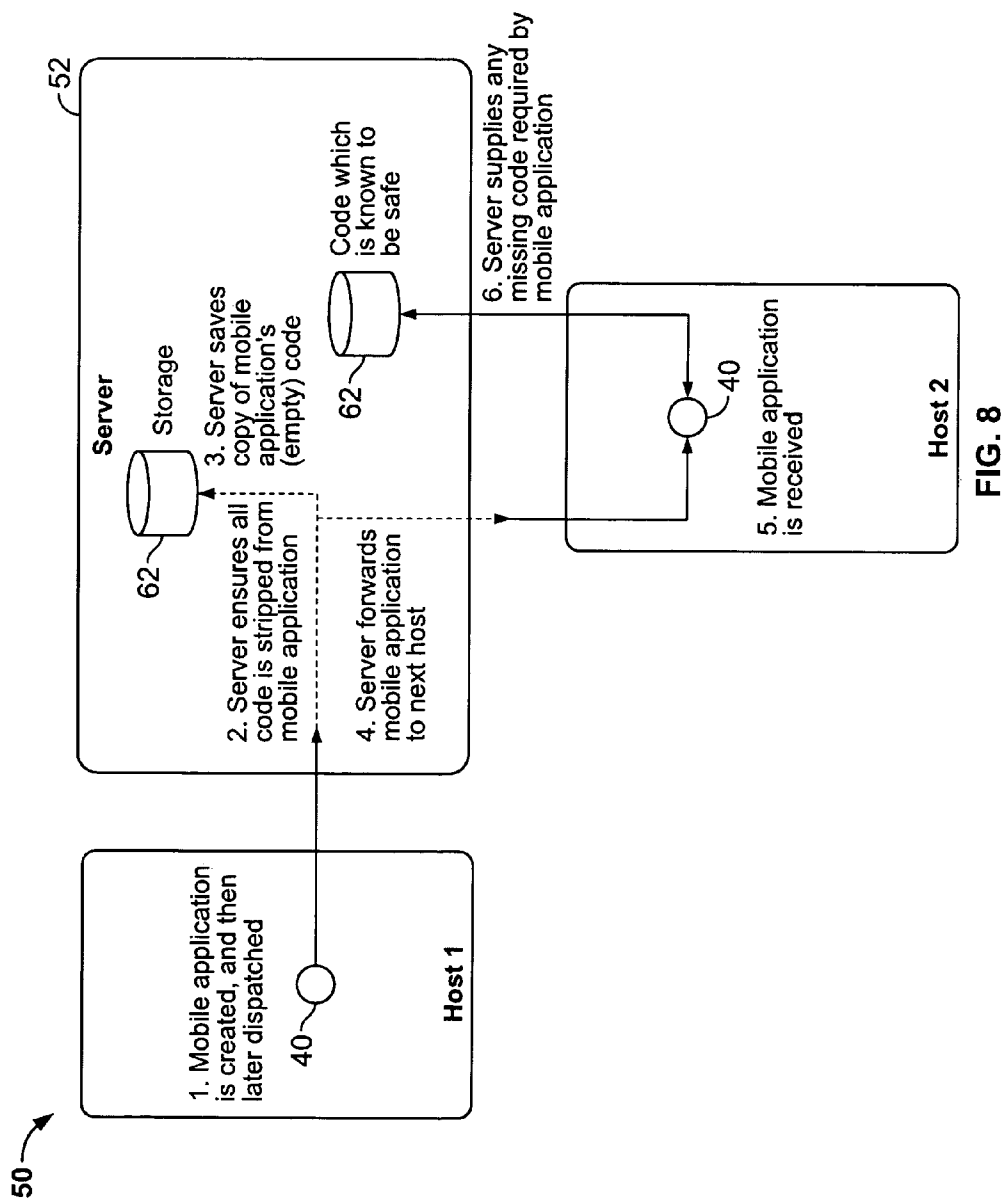 50
52
Server
Storage
62
3. Server saves
copy of mobile
application's
(empty) code
Code which
is known to
be safe
62
1. Mobile application
is created, and then
later dispatched
40
Host 1
2. Server ensures all
code is stripped from
mobile application
4. Server forwards
mobile application
to next host
6. Server supplies any
missing code required by
mobile application
40
5. Mobile application
is received
Host 2
FIG. 8